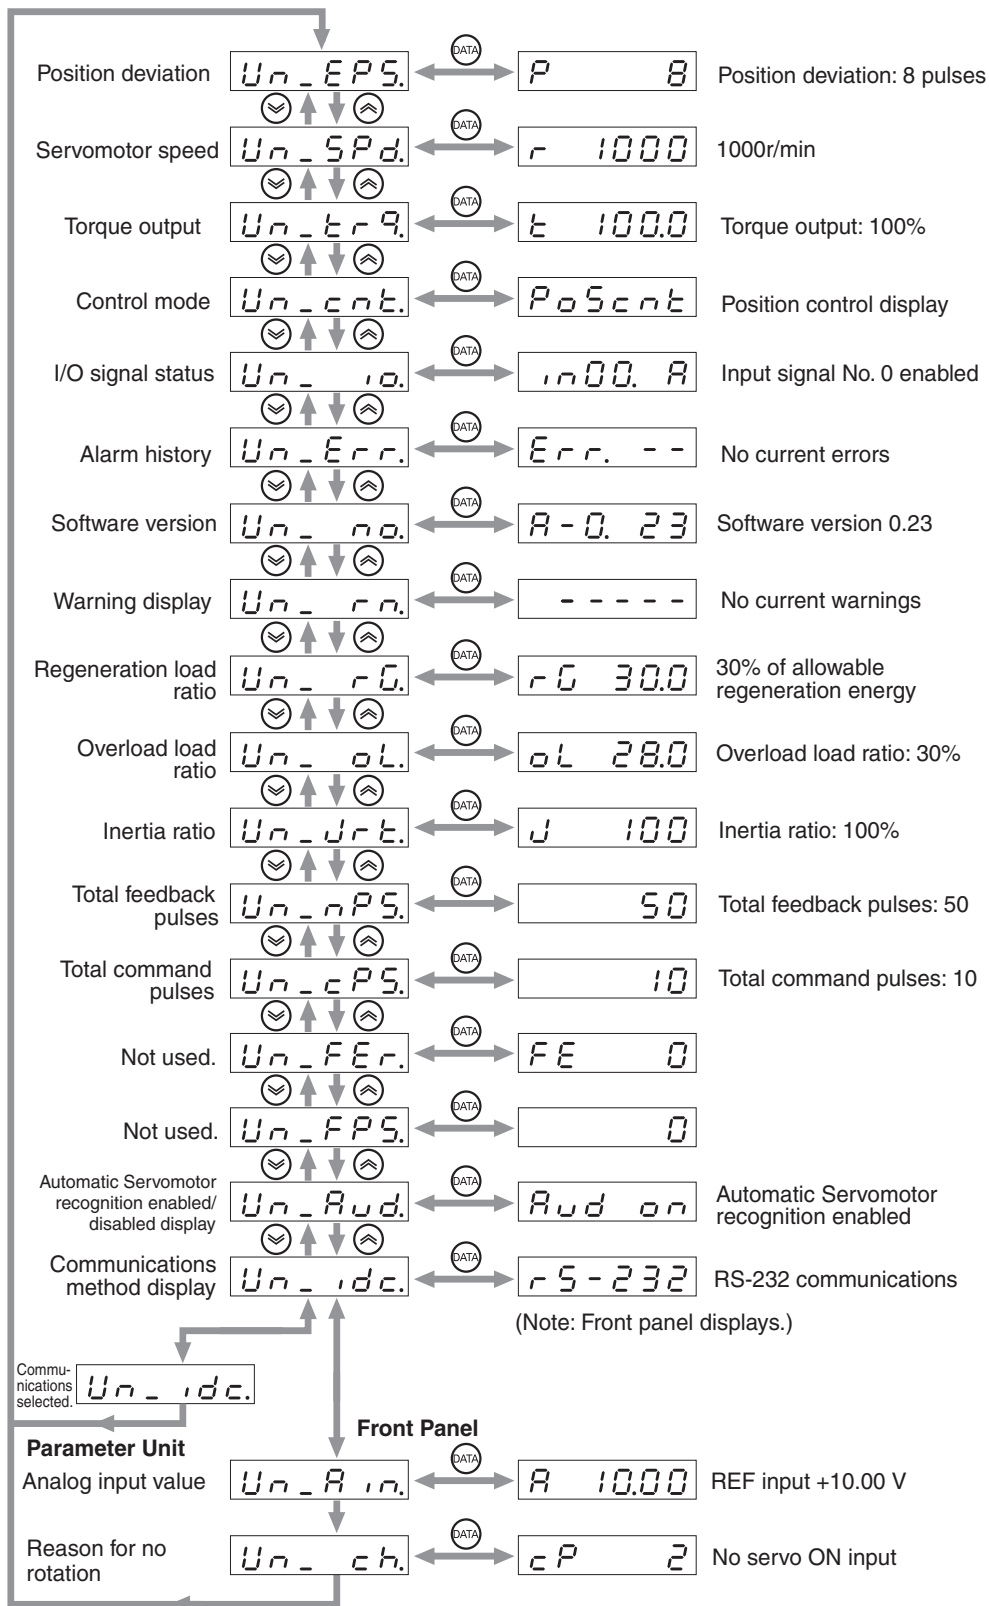 DATA
Position deviation Un_EPS. P 8 Position deviation: 8 pulses
DATA
Servomotor speed Un_SPd. r 1000 1000r/min
DATA
Torque output Un_trq. t 100.0 Torque output: 100%
DATA
Control mode Un_cnt. PoScnt Position control display
DATA
I/O signal status Un_ io. in00. A Input signal No. 0 enabled
DATA
Alarm history Un_Err. Err. -- No current errors
DATA
Software version Un_ no. A-0. 23 Software version 0.23
DATA
Warning display Un_ rn. ----- No current warnings
DATA
Regeneration load
ratio
Un_ rG. rG 30.0
30% of allowable
regeneration energy
DATA
Overload load
ratio
Un_ oL. oL 28.0 Overload load ratio: 30%
DATA
Inertia ratio Un_Jrt. J 100 Inertia ratio: 100%
DATA
Total feedback
pulses
Un_nPS. 50 Total feedback pulses: 50
DATA
Total command
pulses
Un_cPS. 10 Total command pulses: 10
DATA
Not used. Un_FEr. FE 0
DATA
Not used. Un_FPS. 0
DATA
Automatic Servomotor
recognition enabled/
disabled display
Un_Aud. Aud on
Automatic Servomotor
recognition enabled
DATA
Communications
method display
Un_ idc. rS-232 RS-232 communications
(Note: Front panel displays.)
Commu-
nications
selected.
Un_ idc.
Parameter Unit
Front Panel
DATA
Analog input value Un_A in. A 10.00 REF input +10.00 V
DATA
Reason for no
rotation
Un_ ch. cP 2 No servo ON input